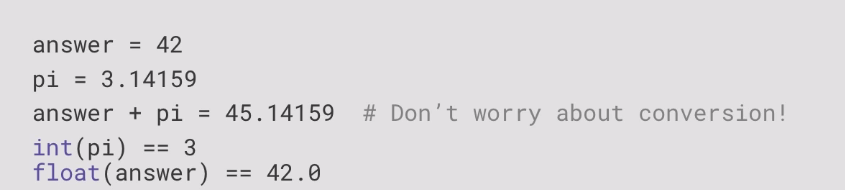 answer = 42
pi = 3.14159
answer + pi = 45.14159  # Don’t worry about conversion!
int(pi) == 3
float(answer) == 42.0